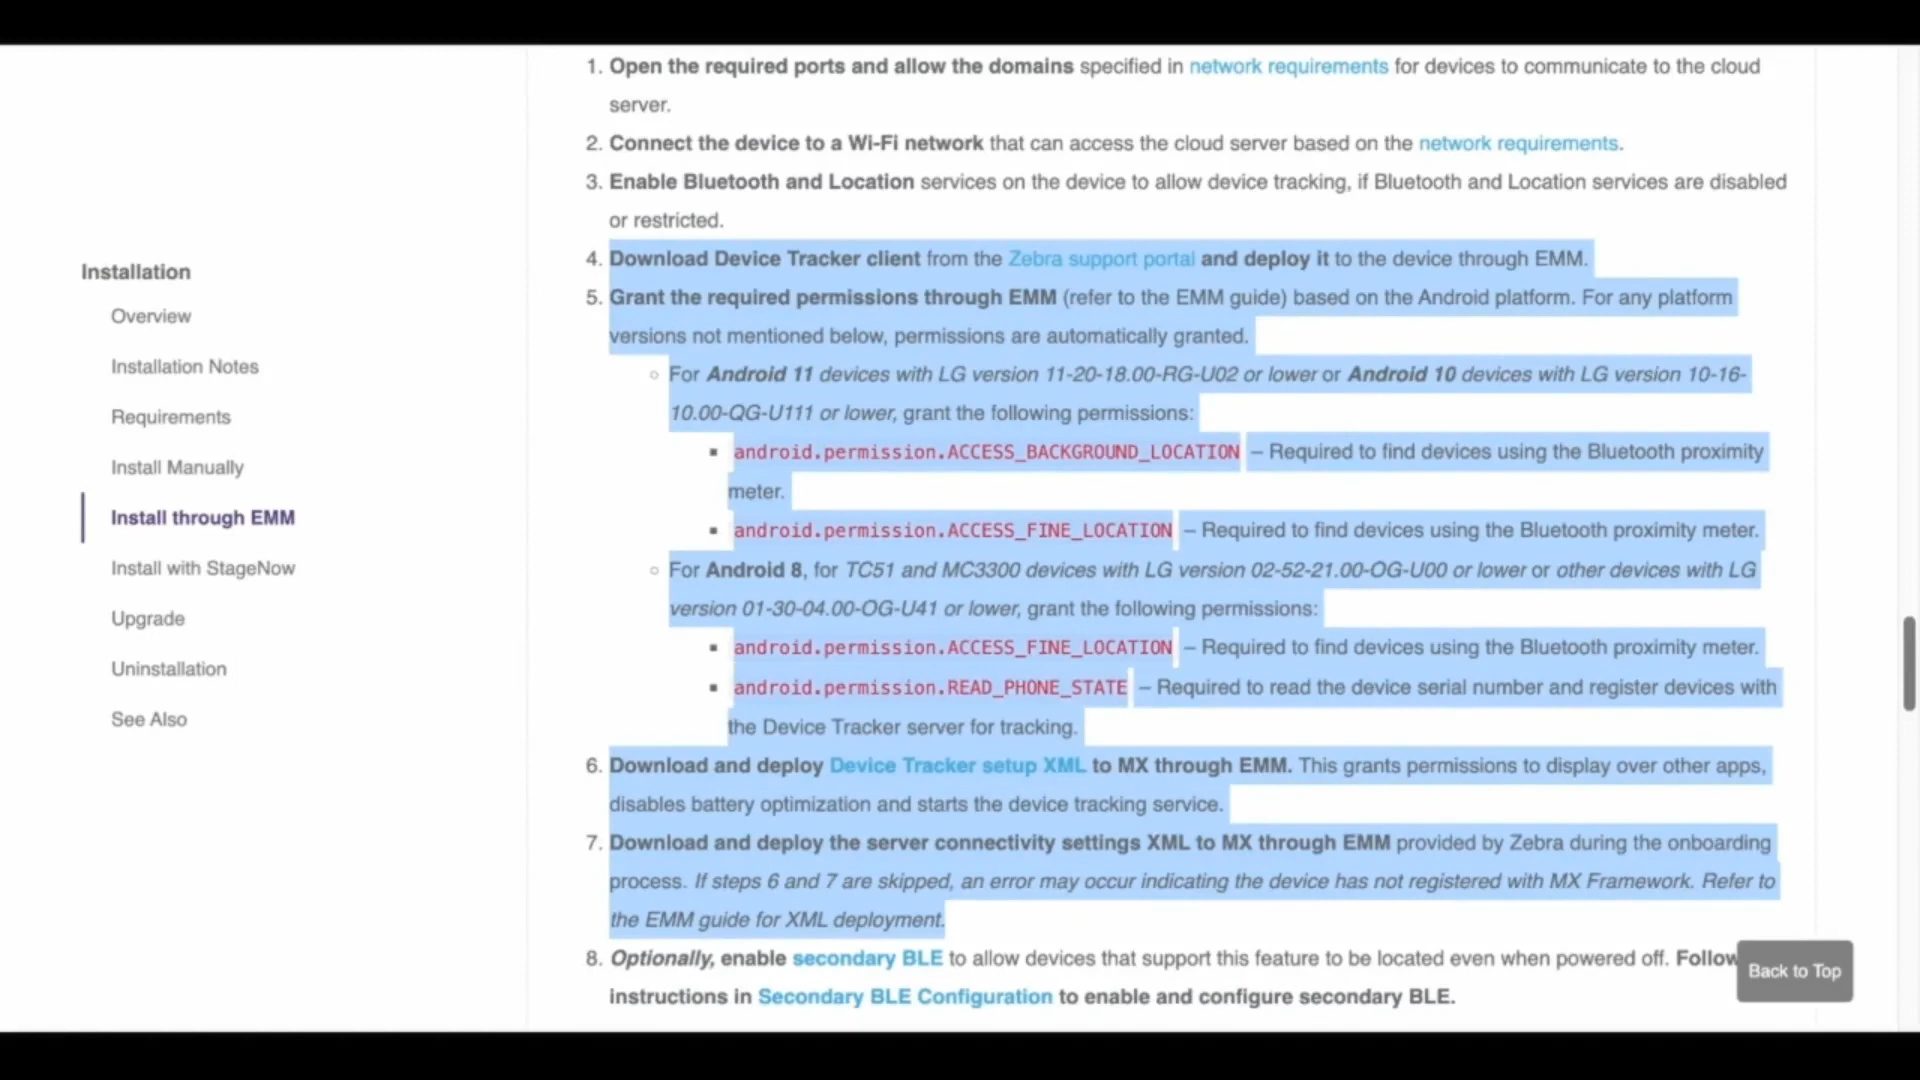 Installation
Overview
Installation Notes
Requirements
Install Manually
Install through EMM
Install with StageNow
Upgrade
Uninstallation
See Also
1. Open the required ports and allow the domains specified in network requirements for devices to communicate to the cloud
server.
2. Connect the device to a Wi-Fi network that can access the cloud server based on the network requirements.
3. Enable Bluetooth and Location services on the device to allow device tracking, if Bluetooth and Location services are disabled
or restricted.
4. Download Device Tracker client from the Zebra support portal and deploy it to the device through EMM.
5. Grant the required permissions through EMM (refer to the EMM guide) based on the Android platform. For any platform
versions not mentioned below, permissions are automatically granted.
For Android 11 devices with LG version 11-20-18.00-RG-U02 or lower or Android 10 devices with LG version 10-16-
10.00-QG-U111 or lower, grant the following permissions:
android.permission.ACCESS_BACKGROUND_LOCATION – Required to find devices using the Bluetooth proximity
meter.
android.permission.ACCESS_FINE_LOCATION – Required to find devices using the Bluetooth proximity meter.
For Android 8, for TC51 and MC3300 devices with LG version 02-52-21.00-OG-U00 or lower or other devices with LG
version 01-30-04.00-OG-U41 or lower, grant the following permissions:
android.permission.ACCESS_FINE_LOCATION – Required to find devices using the Bluetooth proximity meter.
android.permission.READ_PHONE_STATE – Required to read the device serial number and register devices with
the Device Tracker server for tracking.
6. Download and deploy Device Tracker setup XML to MX through EMM. This grants permissions to display over other apps,
disables battery optimization and starts the device tracking service.
7. Download and deploy the server connectivity settings XML to MX through EMM provided by Zebra during the onboarding
process. If steps 6 and 7 are skipped, an error may occur indicating the device has not registered with MX Framework. Refer to
the EMM guide for XML deployment.
8. Optionally, enable secondary BLE to allow devices that support this feature to be located even when powered off. Follow
instructions in Secondary BLE Configuration to enable and configure secondary BLE.
Back to Top